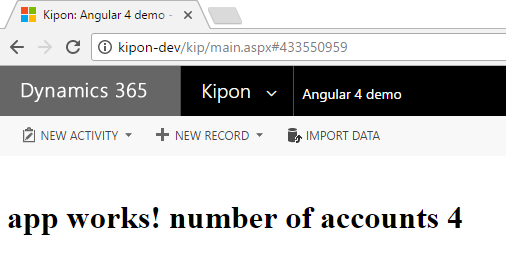 Kipon: Angular 4 demo -
kipon-dev/kip/main.aspx#433550959
Dynamics 365 Kipon Angular 4 demo
NEW ACTIVITY NEW RECORD IMPORT DATA
app works! number of accounts 4